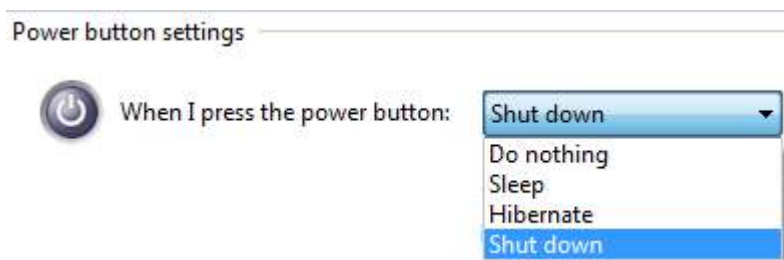 Power button settings
When I press the power button: Shut down
Do nothing
Sleep
Hibernate
Shut down